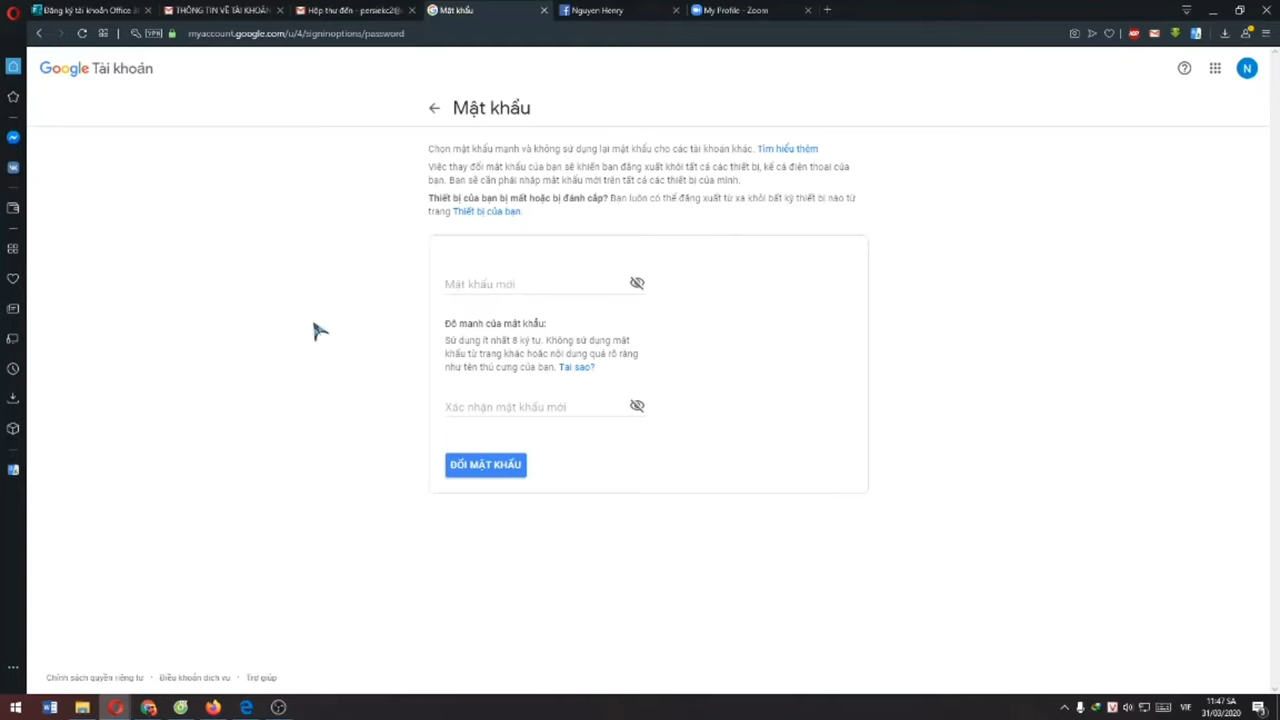 Đăng ký tài khoản Office
THÔNG TIN VỀ TÀI KHOẢN
Hộp thư đến - persiekc2@
Mật khẩu
Nguyen Henry
My Profile - Zoom
VPN
myaccount.google.com/u/4/signinoptions/password
Google Tài khoản
N
Mật khẩu
Chọn mật khẩu mạnh và không sử dụng lại mật khẩu cho các tài khoản khác. Tìm hiểu thêm
Việc thay đổi mật khẩu của bạn sẽ khiến bạn đăng xuất khỏi tất cả các thiết bị, kể cả điện thoại của
bạn. Bạn sẽ cần phải nhập mật khẩu mới trên tất cả các thiết bị của mình.
Thiết bị của bạn bị mất hoặc bị đánh cắp? Bạn luôn có thể đăng xuất từ xa khỏi bất kỳ thiết bị nào từ
trang Thiết bị của bạn.
Mật khẩu mới
Độ mạnh của mật khẩu:
Sử dụng ít nhất 8 ký tự. Không sử dụng mật
khẩu từ trang khác hoặc nội dung quá rõ ràng
như tên thú cưng của bạn. Tại sao?
Xác nhận mật khẩu mới
ĐỔI MẬT KHẨU
Chính sách quyền riêng tư · Điều khoản dịch vụ · Trợ giúp
VIE
11:47 SA
31/03/2020